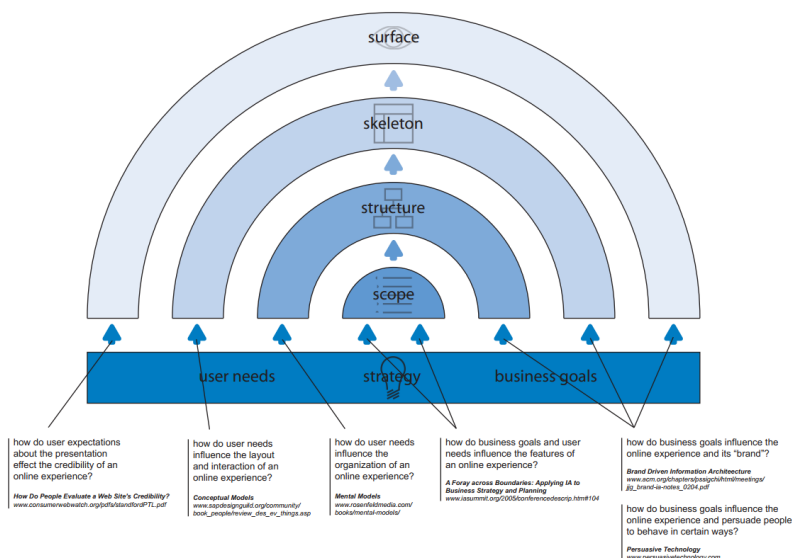 surface
skeleton
structure
scope
user needs
strategy
business goals
how do user expectations
about the presentation
effect the credibility of an
online experience?
How Do People Evaluate a Web Site's Credibility?
www.consumerwebwatch.org/pdfs/standfordPTL.pdf
how do user needs
influence the layout
and interaction of an
online experience?
Conceptual Models
www.sapdesignguild.org/community/
book_people/review_des_ev_things.asp
how do user needs
influence the
organization of an
online experience?
Mental Models
www.rosenfeldmedia.com/
books/mental-models/
how do business goals and user
needs influence the features of
an online experience?
A Foray across Boundaries: Applying IA to
Business Strategy and Planning
www.iasummit.org/2005/conferencedescrip.htm#104
how do business goals influence the
online experience and its “brand”?
Brand Driven Information Architecture
www.acm.org/chapters/pssigchi/html/meetings/
jjg_brand-ia-notes_0204.pdf
how do business goals influence the
online experience and persuade people
to behave in certain ways?
Persuasive Technology
www.persuasivetechnology.com